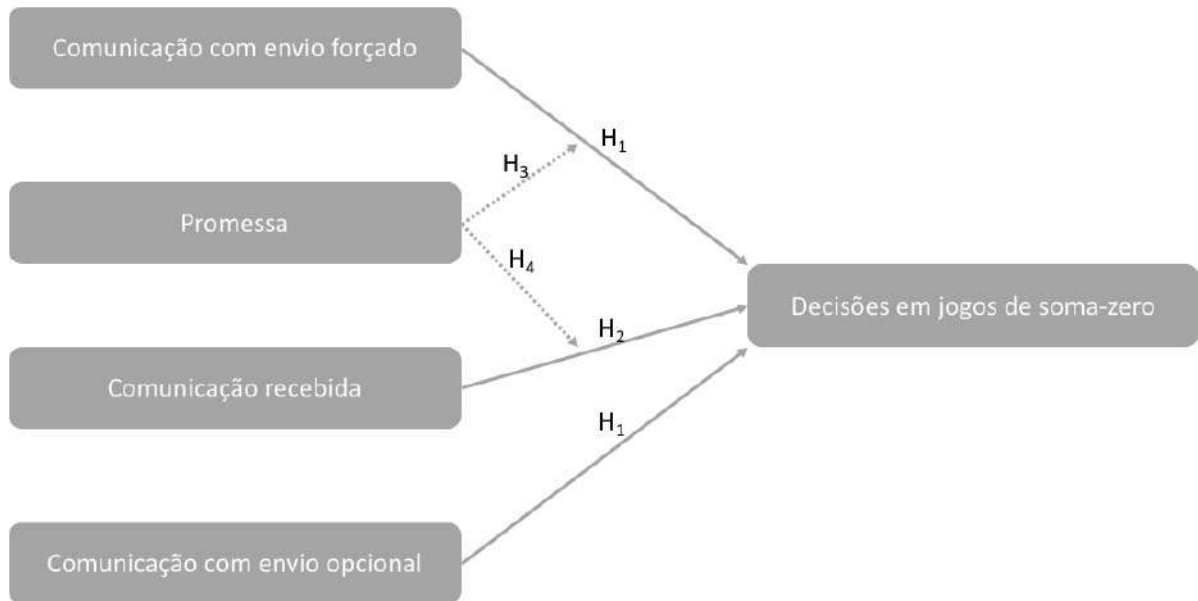 Comunicação com envio forçado
H₁
H₃
Promessa
H₄
Decisões em jogos de soma-zero
H₂
Comunicação recebida
H₁
Comunicação com envio opcional